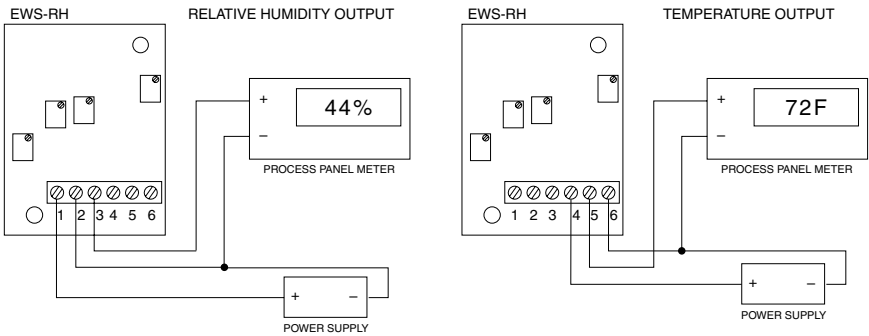 EWS-RH
RELATIVE HUMIDITY OUTPUT
+
44%
–
PROCESS PANEL METER
1 2 3 4 5 6
+ –
POWER SUPPLY
EWS-RH
TEMPERATURE OUTPUT
+
72F
–
PROCESS PANEL METER
1 2 3 4 5 6
+ –
POWER SUPPLY